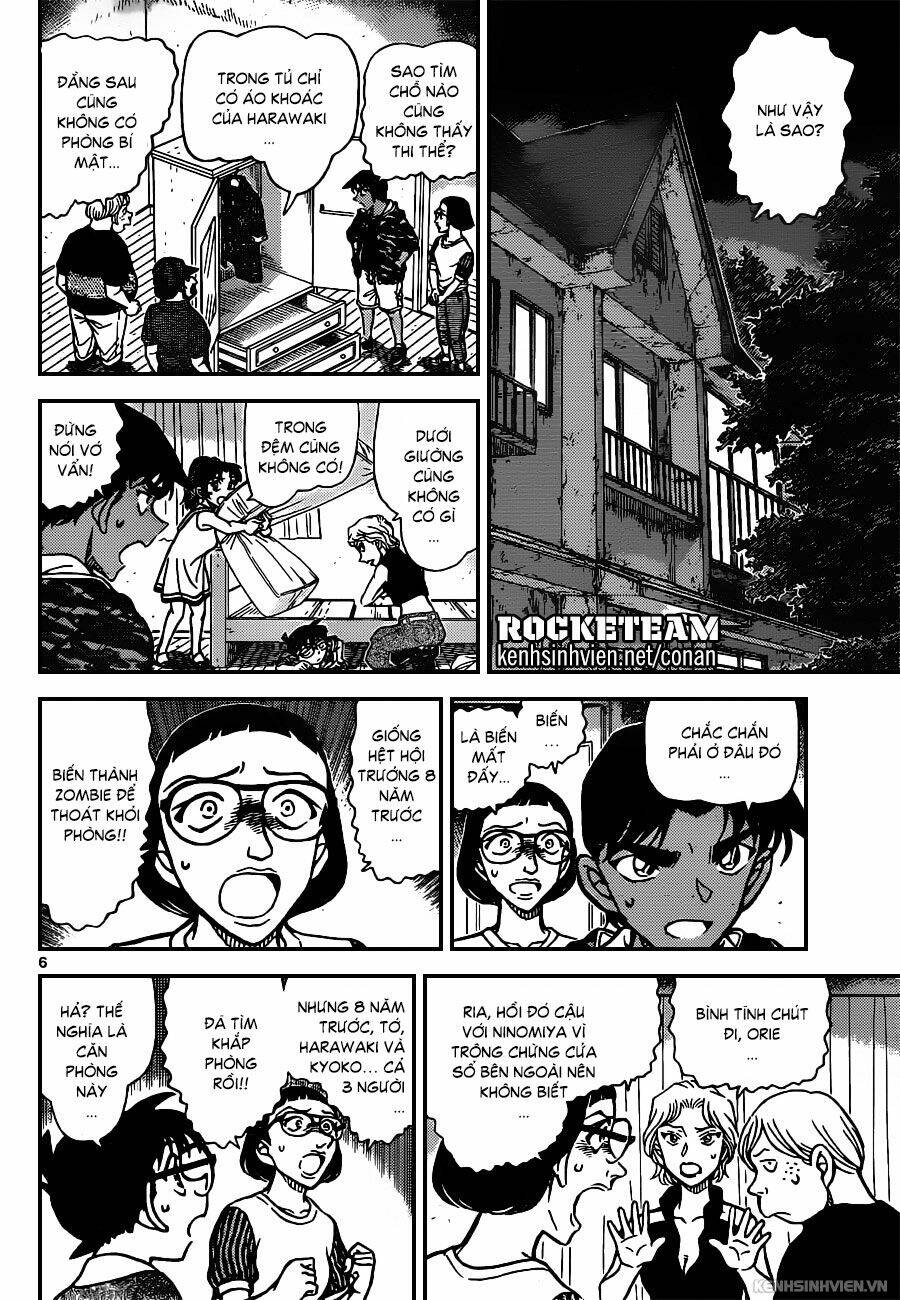 NHƯ VẬY
LÀ SAO?
SAO TÌM
CHỖ NÀO
CŨNG
KHÔNG THẤY
THI THỂ?
TRONG TỦ CHỈ
CÓ ÁO KHOÁC
CỦA HARAWAKI
...
ĐẰNG SAU
CŨNG
KHÔNG CÓ
PHÒNG BÍ
MẬT...
DƯỚI
GIƯỜNG
CŨNG
KHÔNG
CÓ GÌ
TRONG
ĐỆM CŨNG
KHÔNG CÓ!
ĐỪNG
NÓI VỚ
VẨN!
ROCKETEAM
kenhsinhvien.net/conan
CHẮC CHẮN
PHẢI Ở ĐÂU ĐÓ
...
BIẾN
...
LÀ BIẾN
MẤT
ĐẤY...
GIỐNG
HỆT HỘI
TRƯỞNG 8
NĂM
TRƯỚC
...
BIẾN THÀNH
ZOMBIE ĐỂ
THOÁT KHỎI
PHÒNG!!
6
BÌNH TĨNH CHÚT
ĐI, ORIE
...
RIA, HỒI ĐÓ CẬU
VỚI NINOMIYA VÌ
TRÔNG CHỪNG CỬA
SỔ BÊN NGOÀI NÊN
KHÔNG BIẾT
...
NHƯNG 8 NĂM
TRƯỚC, TỚ,
HARAWAKI VÀ
KYOKO... CẢ
3 NGƯỜI
...
ĐÃ TÌM
KHẮP
PHÒNG
RỒI!!
HẢ? THẾ
NGHĨA LÀ
CĂN
PHÒNG
NÀY
...
KENHSINHVIEN.VN